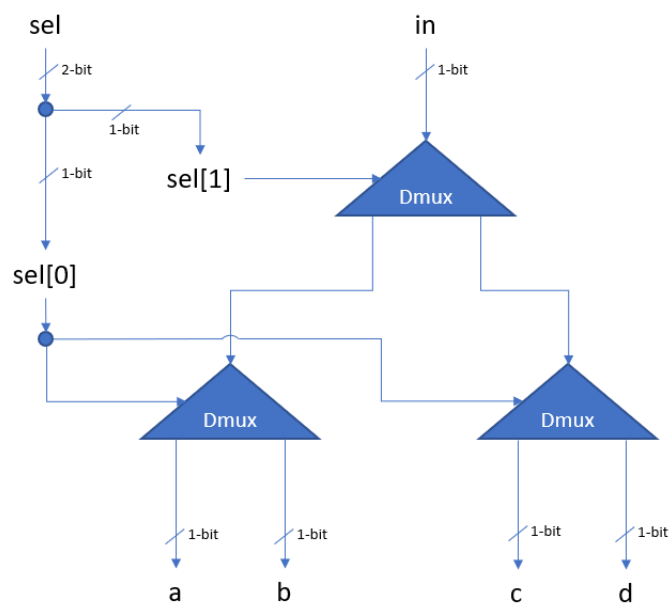 sel
in
2-bit
1-bit
1-bit
1-bit
sel[1]
Dmux
sel[0]
Dmux
Dmux
1-bit
1-bit
1-bit
1-bit
a
b
c
d